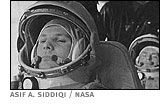 ASIF A. SIDDIQI / NASA